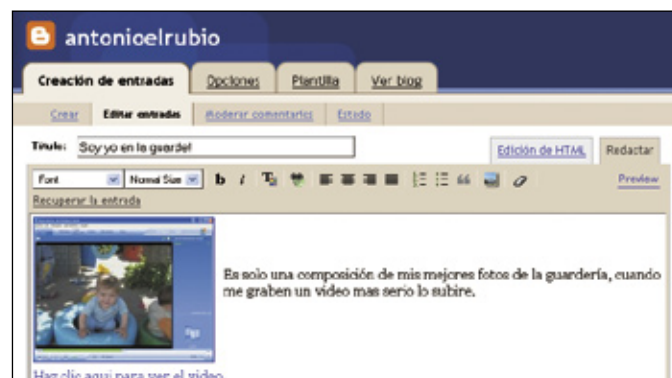 antonioelrubio
Creación de entradas Opciones Plantilla Ver blog
Crear Editar entradas Moderar comentarios Estado
Título: Soy yo en la guarde! Edición de HTML Redactar
Font Normal Size b i T “ Preview
Recuperar la entrada
Es solo una composición de mis mejores fotos de la guardería, cuando
me graben un video mas serio lo subire.
Haz clic aqui para ver el video